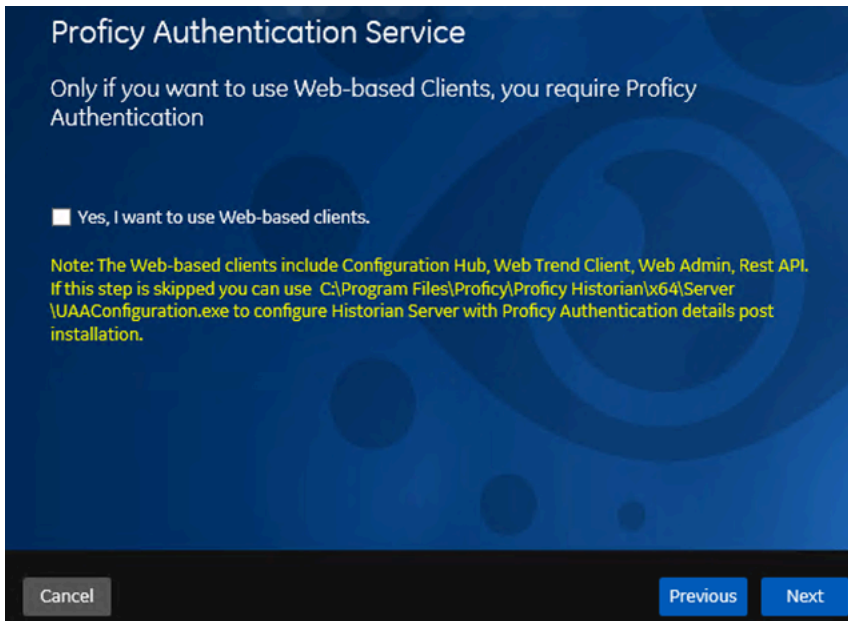 Proficy Authentication Service
Only if you want to use Web-based Clients, you require Proficy
Authentication
Yes, I want to use Web-based clients.
Note: The Web-based clients include Configuration Hub, Web Trend Client, Web Admin, Rest API.
If this step is skipped you can use C:\Program Files\Proficy\Proficy Historian\x64\Server
\UAAConfiguration.exe to configure Historian Server with Proficy Authentication details post
installation.
Cancel
Previous
Next